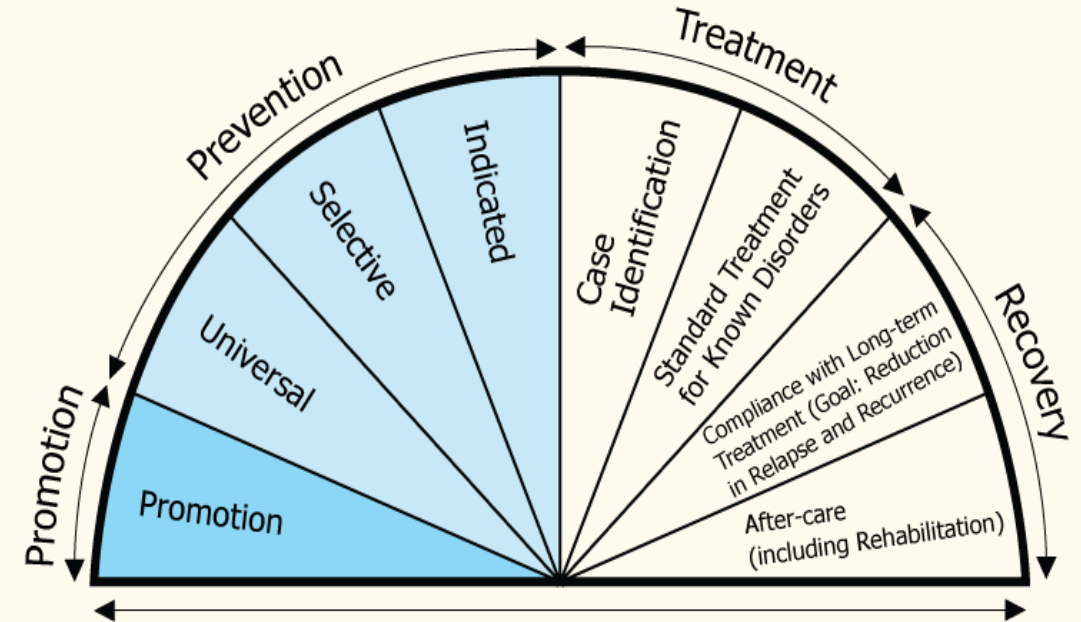 Promotion
Prevention
Treatment
Recovery
Promotion
Universal
Selective
Indicated
Case
Identification
Standard Treatment
for Known Disorders
Compliance with Long-term
Treatment (Goal: Reduction
in Relapse and Recurrence)
After-care
(including Rehabilitation)